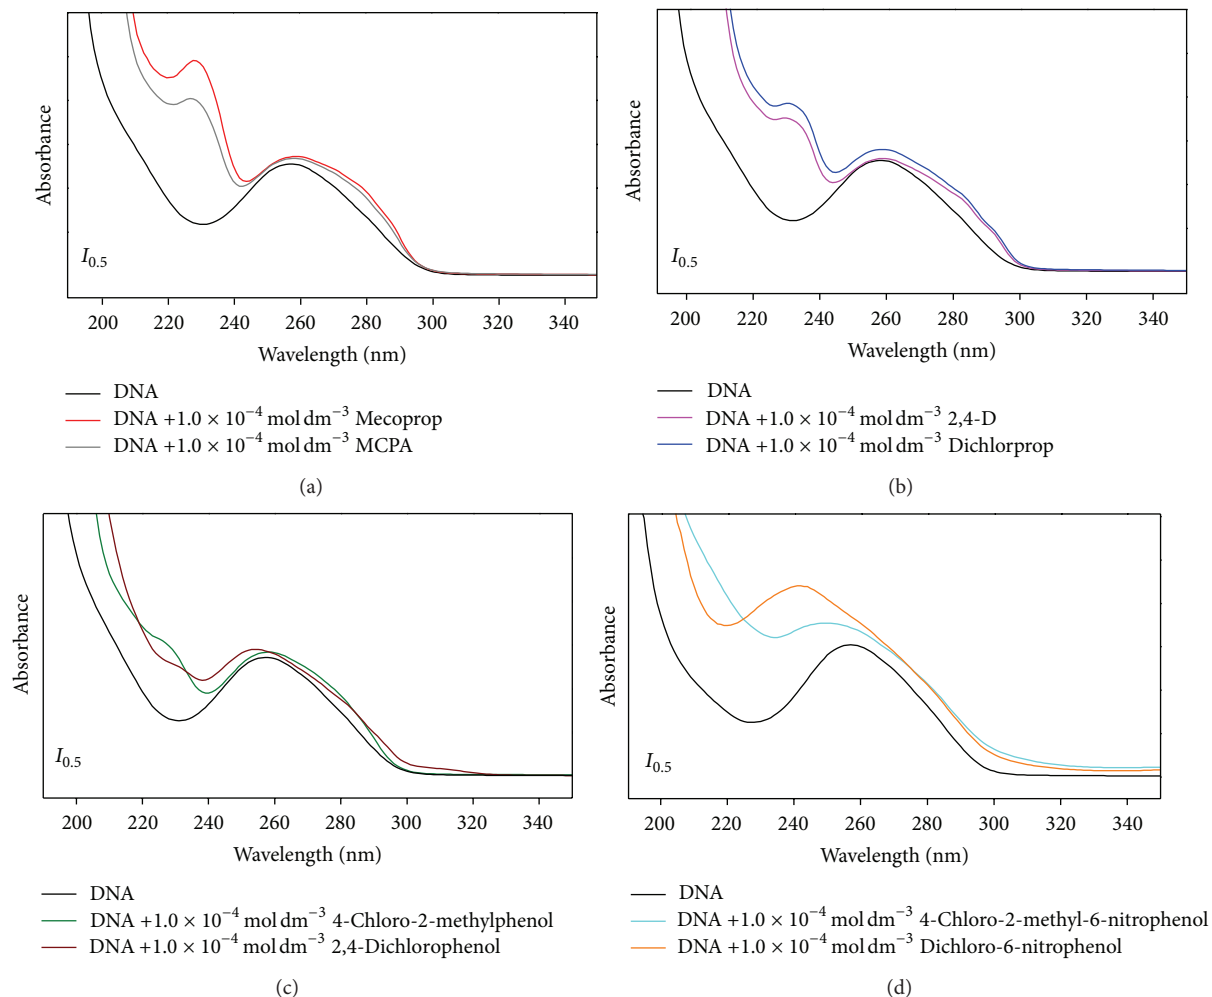 Absorbance
I0.5
200 220 240 260 280 300 320 340
Wavelength (nm)
DNA
DNA +1.0 × 10−4 mol dm−3 Mecoprop
DNA +1.0 × 10−4 mol dm−3 MCPA
(a)
Absorbance
I0.5
200 220 240 260 280 300 320 340
Wavelength (nm)
DNA
DNA +1.0 × 10−4 mol dm−3 2,4-D
DNA +1.0 × 10−4 mol dm−3 Dichlorprop
(b)
Absorbance
I0.5
200 220 240 260 280 300 320 340
Wavelength (nm)
DNA
DNA +1.0 × 10−4 mol dm−3 4-Chloro-2-methylphenol
DNA +1.0 × 10−4 mol dm−3 2,4-Dichlorophenol
(c)
Absorbance
I0.5
200 220 240 260 280 300 320 340
Wavelength (nm)
DNA
DNA +1.0 × 10−4 mol dm−3 4-Chloro-2-methyl-6-nitrophenol
DNA +1.0 × 10−4 mol dm−3 Dichloro-6-nitrophenol
(d)